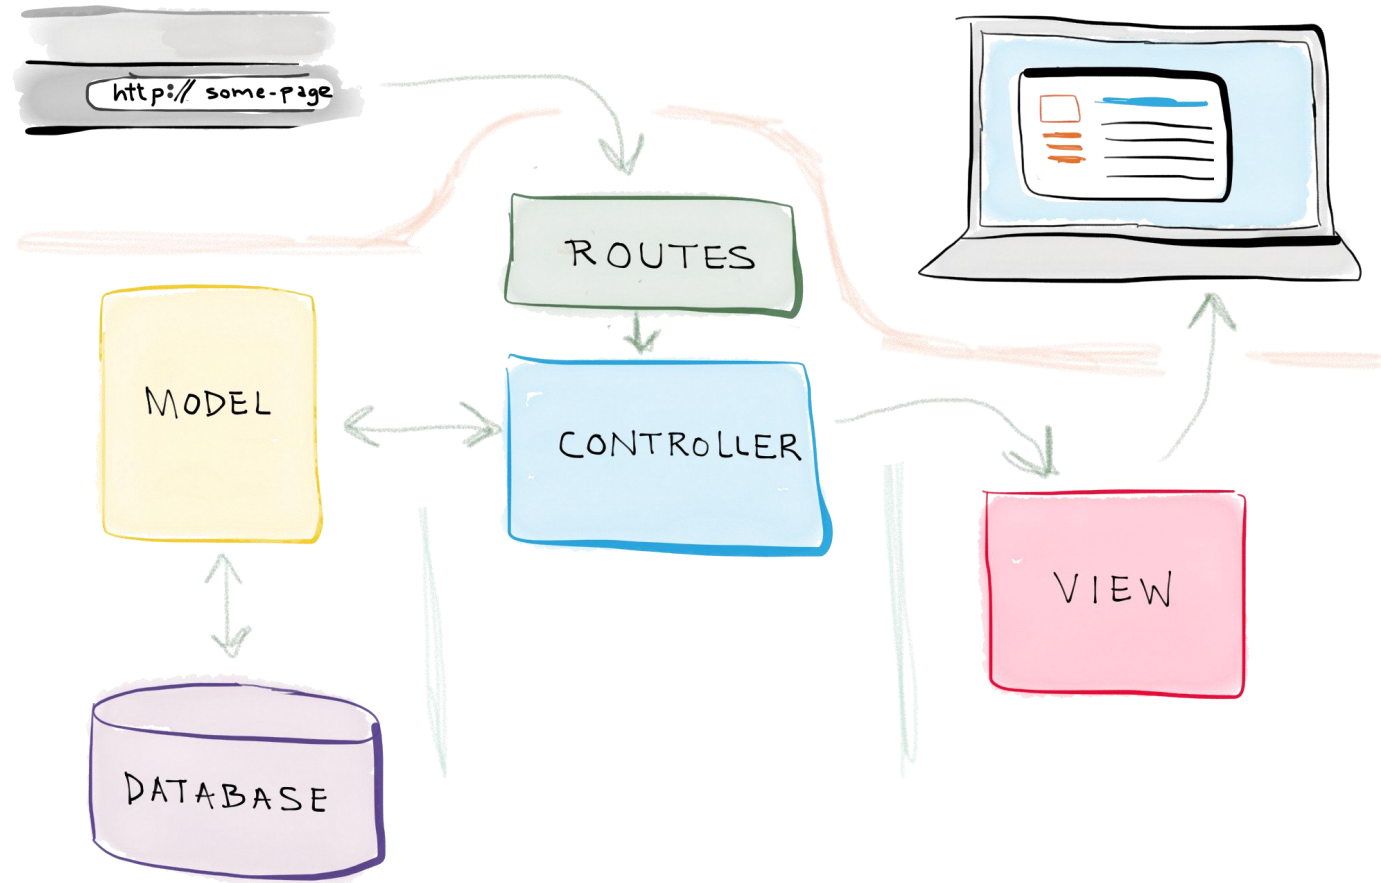 http:// some-page
ROUTES
MODEL
CONTROLLER
VIEW
DATABASE